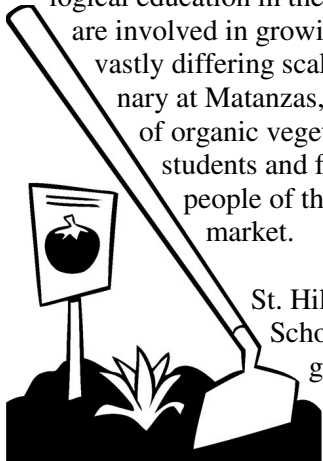 logical education in the
are involved in growi
vastly differing scal
nary at Matanzas,
of organic veget
students and f
people of th
market.
St. Hil
Scho
g